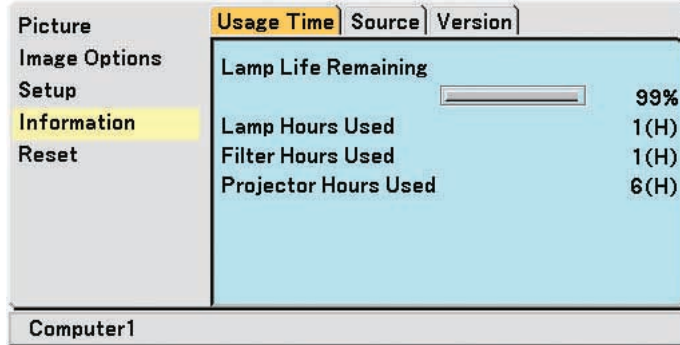 Picture
Image Options
Setup
Information
Reset
Usage Time Source Version
Lamp Life Remaining
99%
Lamp Hours Used 1(H)
Filter Hours Used 1(H)
Projector Hours Used 6(H)
Computer1